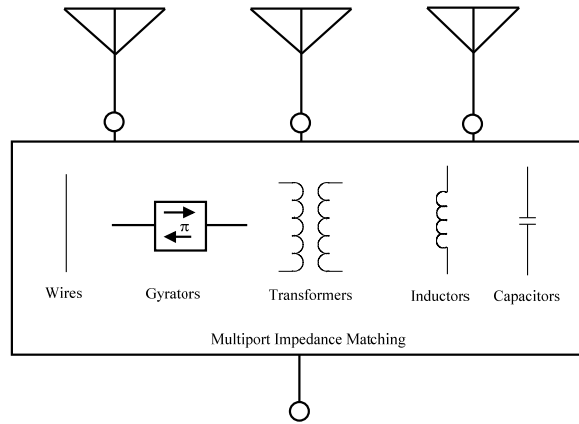 π
Wires
Gyrators
Transformers
Inductors
Capacitors
Multiport Impedance Matching